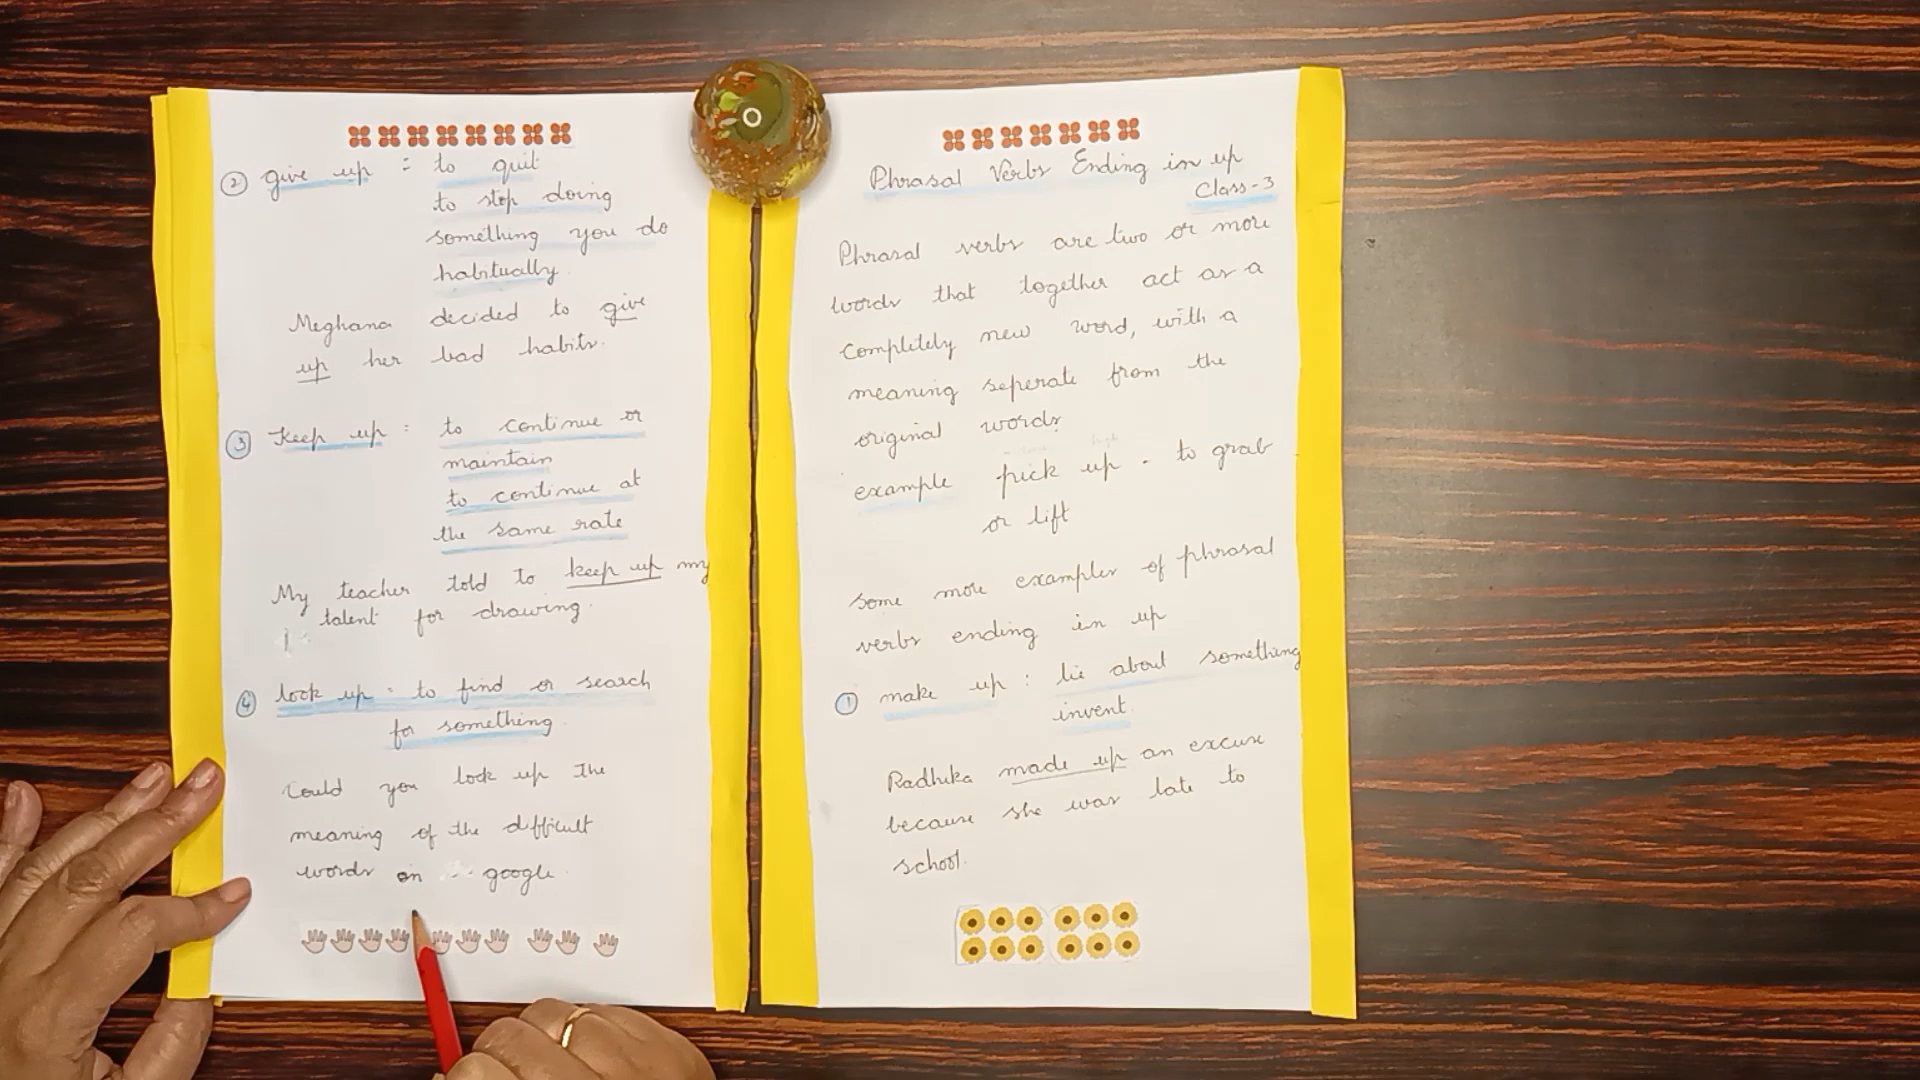 Phrasal Verbs Ending in up
Class-3
Phrasal verbs are two or more
words that together act as a
completely new word, with a
meaning seperate from the
original words
example pick up - to grab
or lift
some more examples of phrasal
verbs ending in up
① make up : lie about something
invent
Radhika made up an excuse
because she was late to
school.
② give up : to quit
to stop doing
something you do
habitually.
Meghana decided to give
up her bad habits.
③ Keep up : to continue or
maintain
to continue at
the same rate
My teacher told to keep up my
talent for drawing.
④ look up : to find or search
for something.
Could you look up the
meaning of the difficult
words on google.